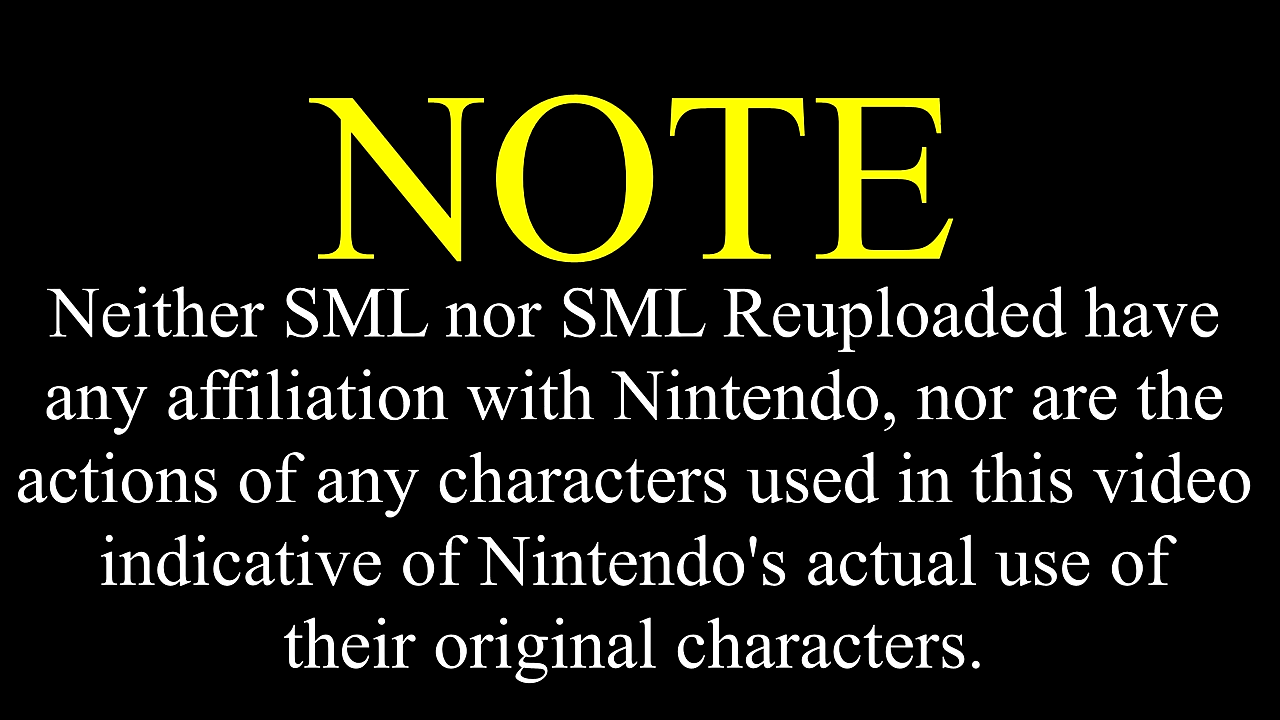 NOTE
Neither SML nor SML Reuploaded have
any affiliation with Nintendo, nor are the
actions of any characters used in this video
indicative of Nintendo's actual use of
their original characters.